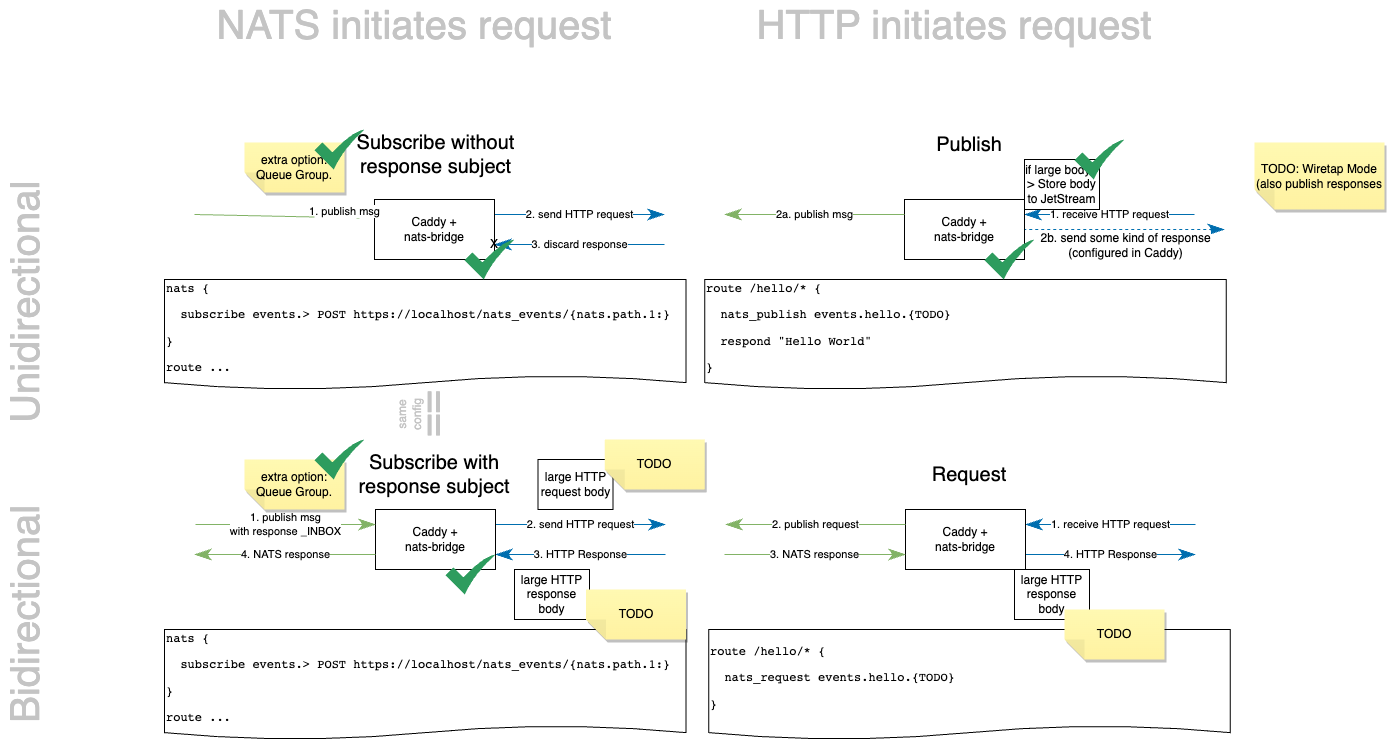 NATS initiates request
HTTP initiates request
Unidirectional
extra option:
Queue Group.
Subscribe without
response subject
1. publish msg
Caddy +
nats-bridge
2. send HTTP request
X
3. discard response
nats {
subscribe events.> POST https://localhost/nats_events/{nats.path.1:}
}
route ...
Publish
if large body
> Store body
to JetStream
2a. publish msg
Caddy +
nats-bridge
1. receive HTTP request
2b. send some kind of response
(configured in Caddy)
route /hello/* {
nats_publish events.hello.{TODO}
respond "Hello World"
}
TODO: Wiretap Mode
(also publish responses
same
config
Bidirectional
extra option:
Queue Group.
Subscribe with
response subject
large HTTP
request body
TODO
1. publish msg
with response _INBOX
Caddy +
nats-bridge
2. send HTTP request
4. NATS response
3. HTTP Response
large HTTP
response
body
TODO
nats {
subscribe events.> POST https://localhost/nats_events/{nats.path.1:}
}
route ...
Request
2. publish request
Caddy +
nats-bridge
1. receive HTTP request
3. NATS response
4. HTTP Response
large HTTP
response
body
TODO
route /hello/* {
nats_request events.hello.{TODO}
}